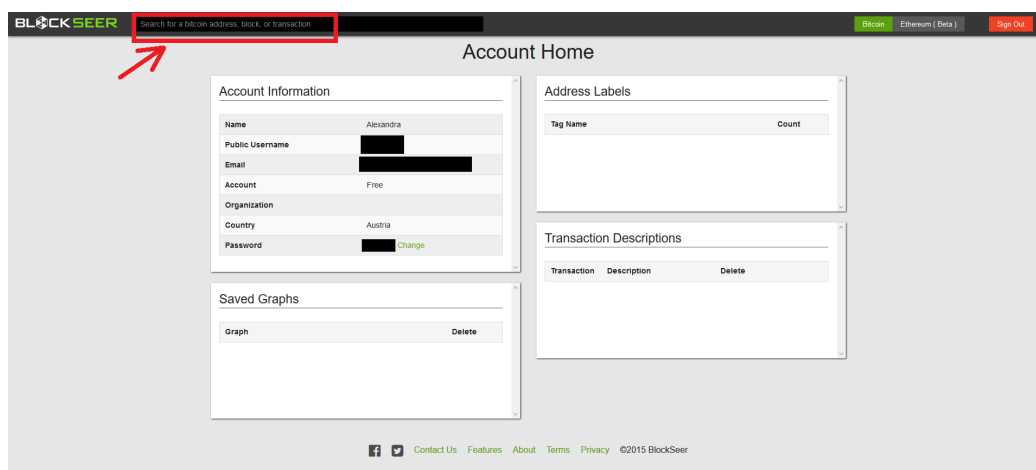 BLOCKSEER
Search for a bitcoin address, block, or transaction
Bitcoin
Ethereum ( Beta )
Sign Out
Account Home
Account Information
Name Alexandra
Public Username
Email
Account Free
Organization
Country Austria
Password Change
Saved Graphs
Graph Delete
Address Labels
Tag Name Count
Transaction Descriptions
Transaction Description Delete
Contact Us Features About Terms Privacy ©2015 BlockSeer